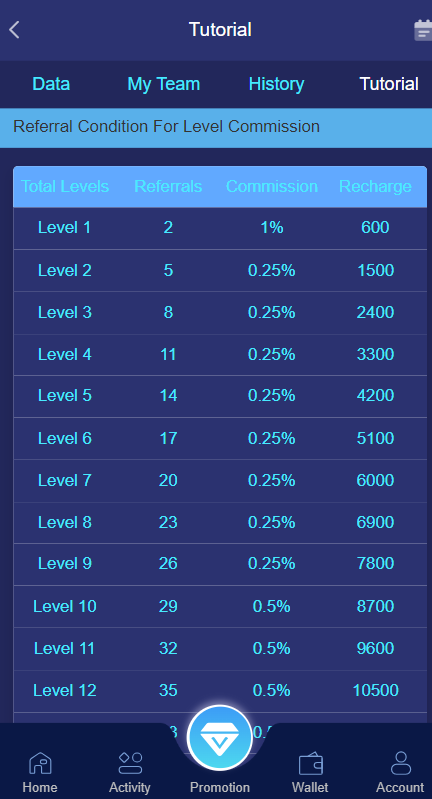 Tutorial
Data My Team History Tutorial
Referral Condition For Level Commission
Total Levels Referrals Commission Recharge
Level 1 2 1% 600
Level 2 5 0.25% 1500
Level 3 8 0.25% 2400
Level 4 11 0.25% 3300
Level 5 14 0.25% 4200
Level 6 17 0.25% 5100
Level 7 20 0.25% 6000
Level 8 23 0.25% 6900
Level 9 26 0.25% 7800
Level 10 29 0.5% 8700
Level 11 32 0.5% 9600
Level 12 35 0.5% 10500
Home Activity Promotion Wallet Account